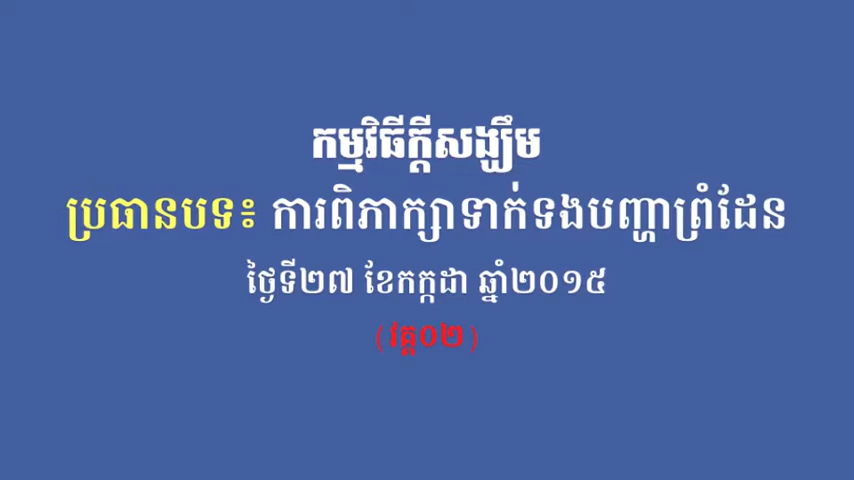 កម្មវិធីក្តីសង្ឃឹម
ប្រធានបទ៖ ការពិភាក្សាទាក់ទងបញ្ហាព្រំដែន
ថ្ងៃទី២៧ ខែកក្កដា ឆ្នាំ២០១៥
(វគ្គ០២)